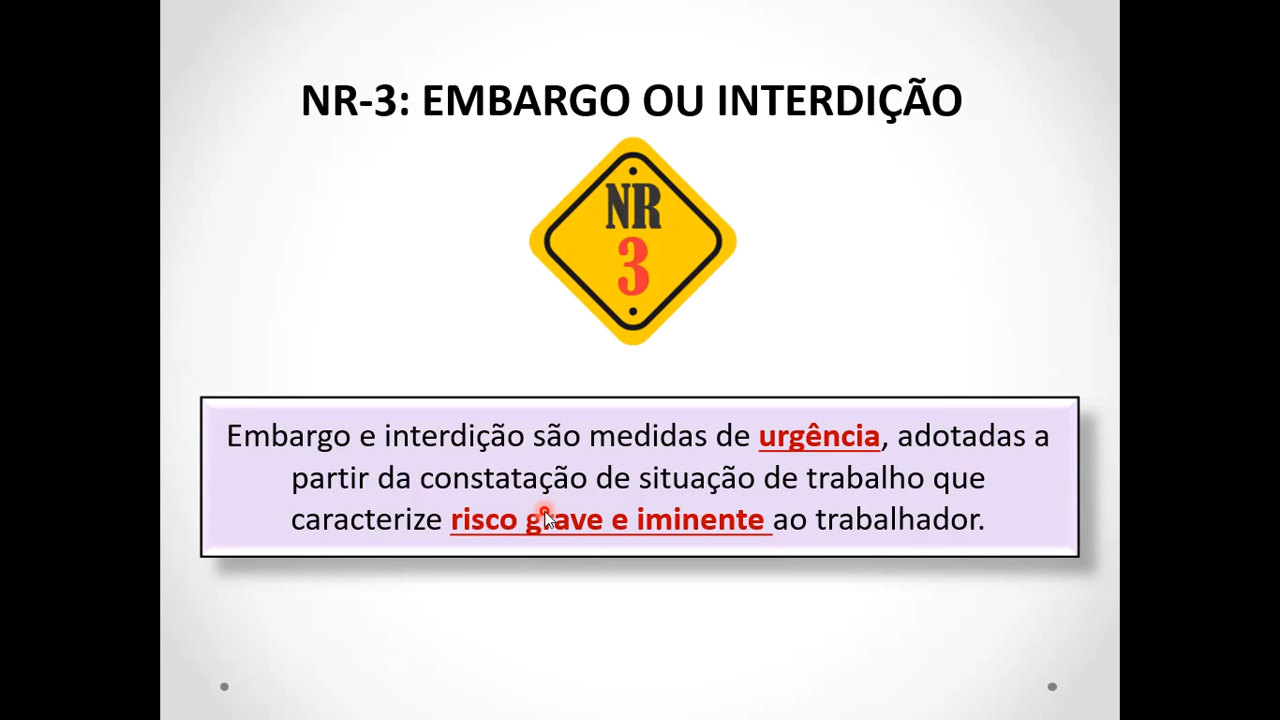 NR-3: EMBARGO OU INTERDIÇÃO
NR
3
Embargo e interdição são medidas de urgência, adotadas a
partir da constatação de situação de trabalho que
caracterize risco grave e iminente ao trabalhador.